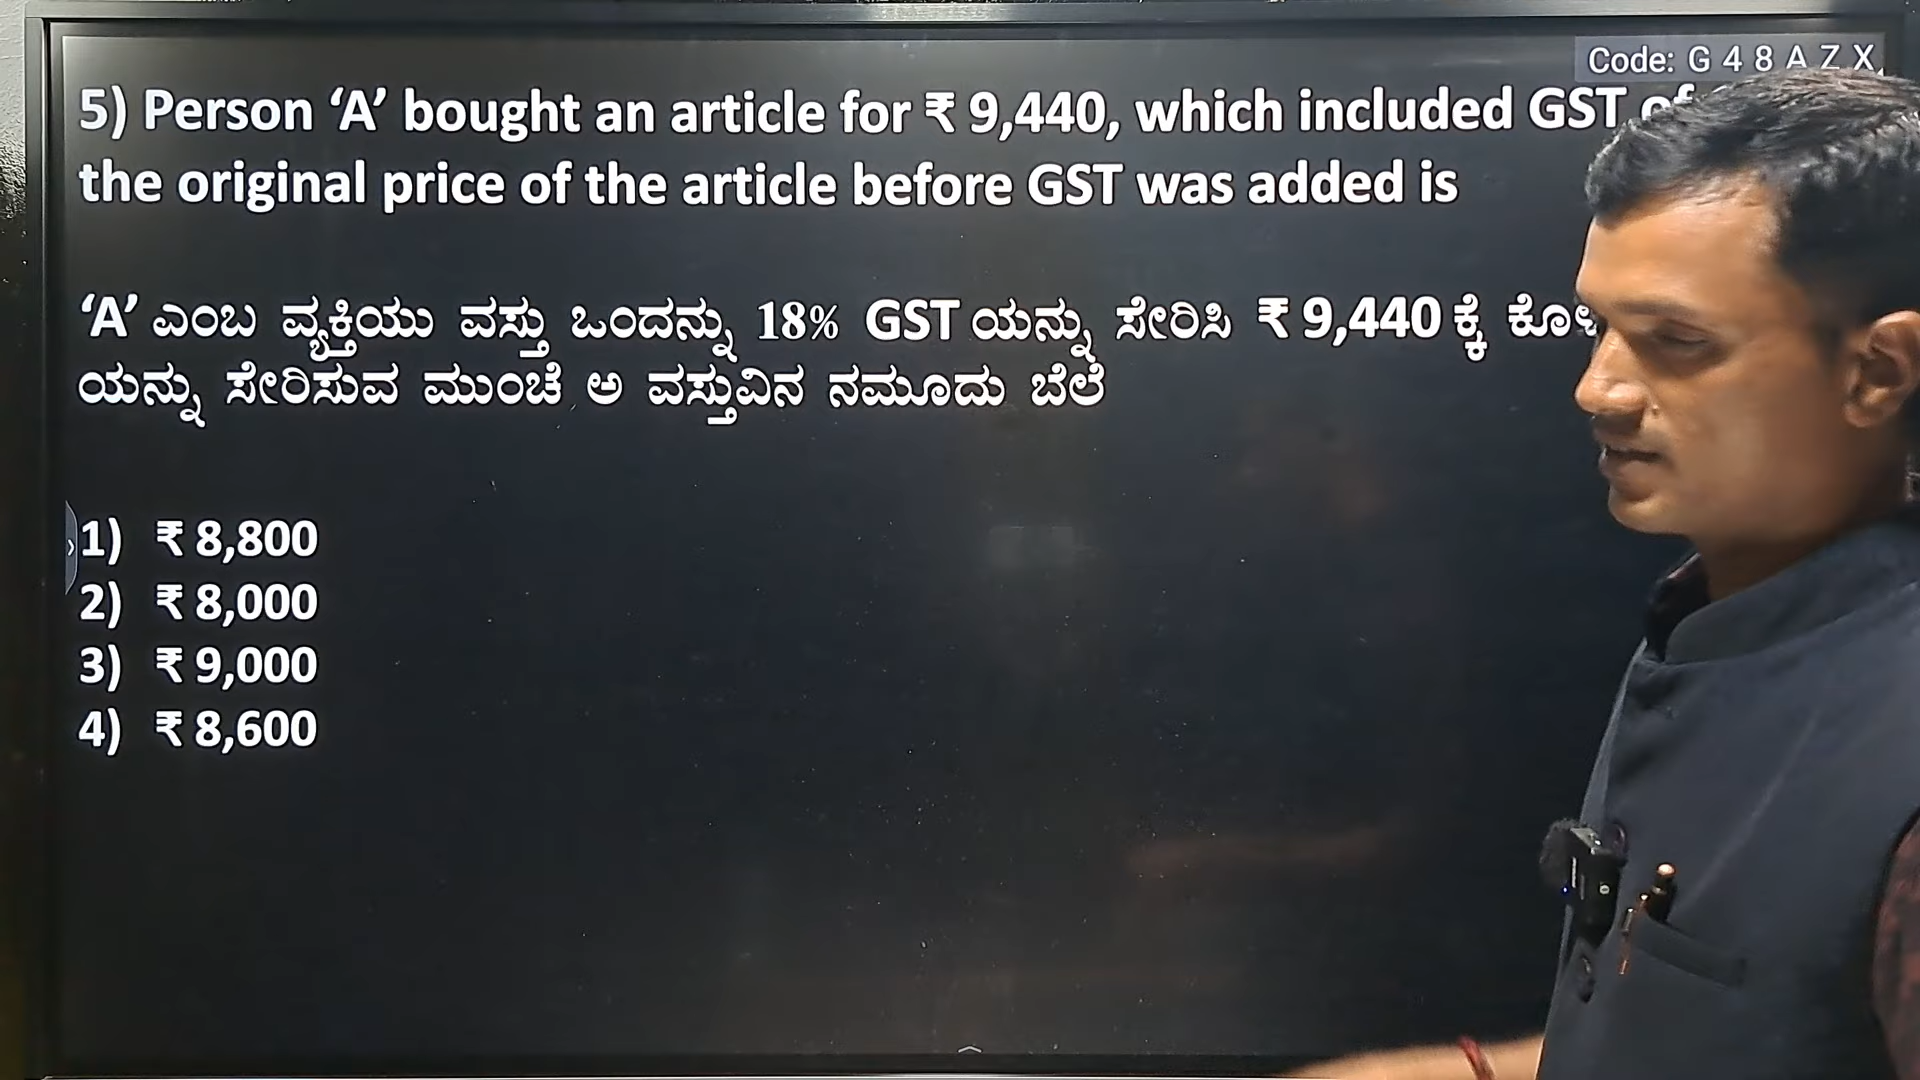 Code: G 4 8 A Z X
5) Person ‘A’ bought an article for ₹ 9,440, which included GST of
the original price of the article before GST was added is
‘A’ ಎಂಬ ವ್ಯಕ್ತಿಯು ವಸ್ತು ಒಂದನ್ನು 18% GST ಯನ್ನು ಸೇರಿಸಿ ₹ 9,440 ಕ್ಕೆ
ಯನ್ನು ಸೇರಿಸುವ ಮುಂಚೆ ಅ ವಸ್ತುವಿನ ನಮೂದು ಬೆಲೆ
1) ₹ 8,800
2) ₹ 8,000
3) ₹ 9,000
4) ₹ 8,600